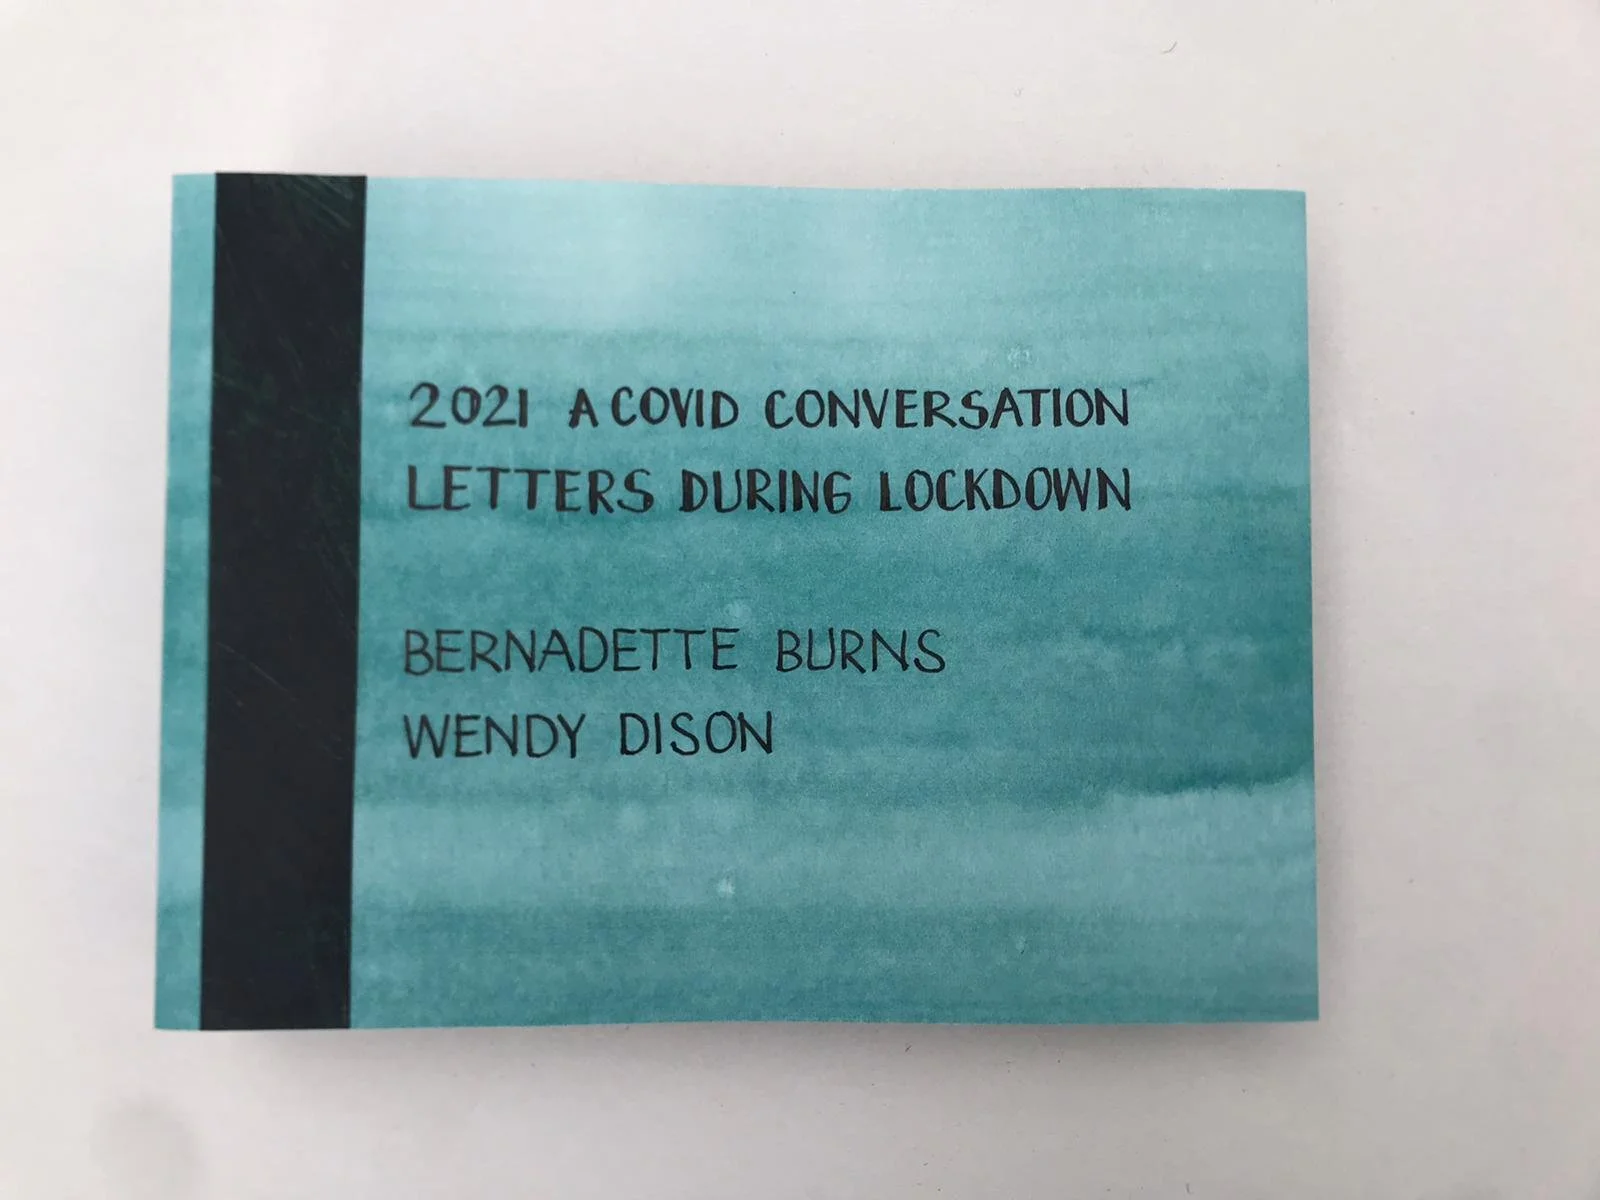 2021 A COVID CONVERSATION
LETTERS DURING LOCKDOWN
BERNADETTE BURNS
WENDY DISON